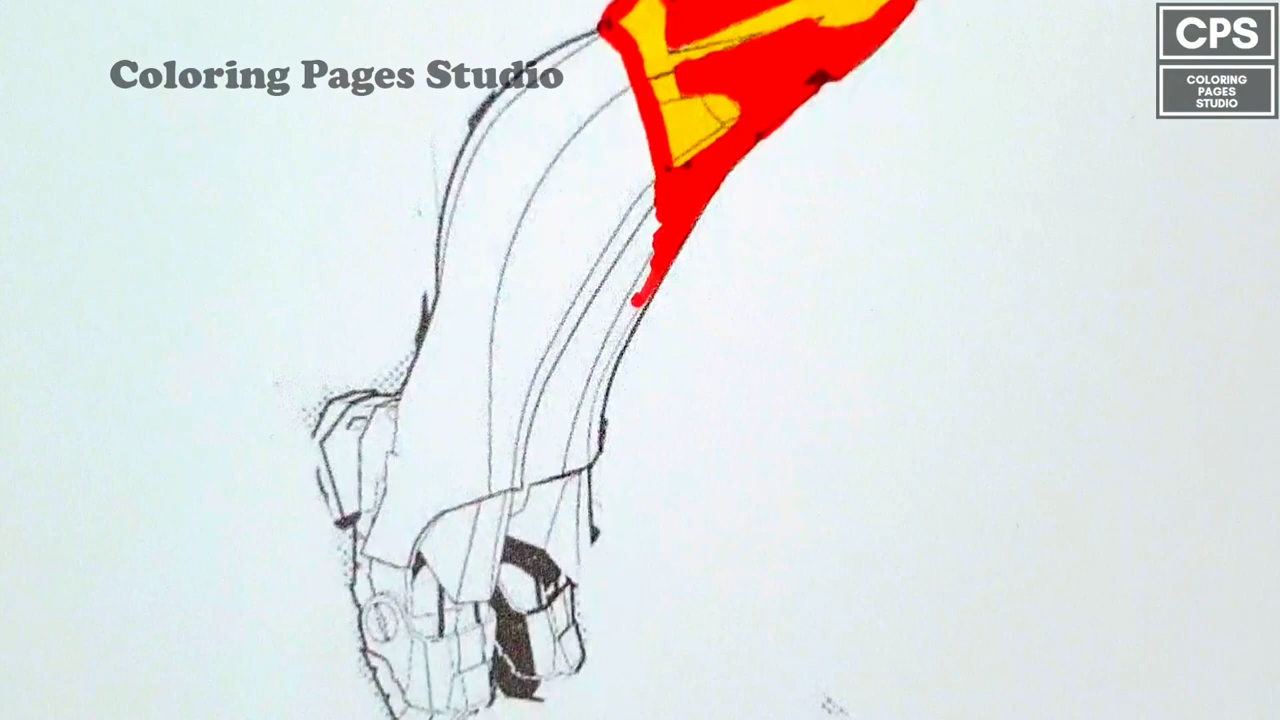 Coloring Pages Studio
CPS
COLORING
PAGES
STUDIO